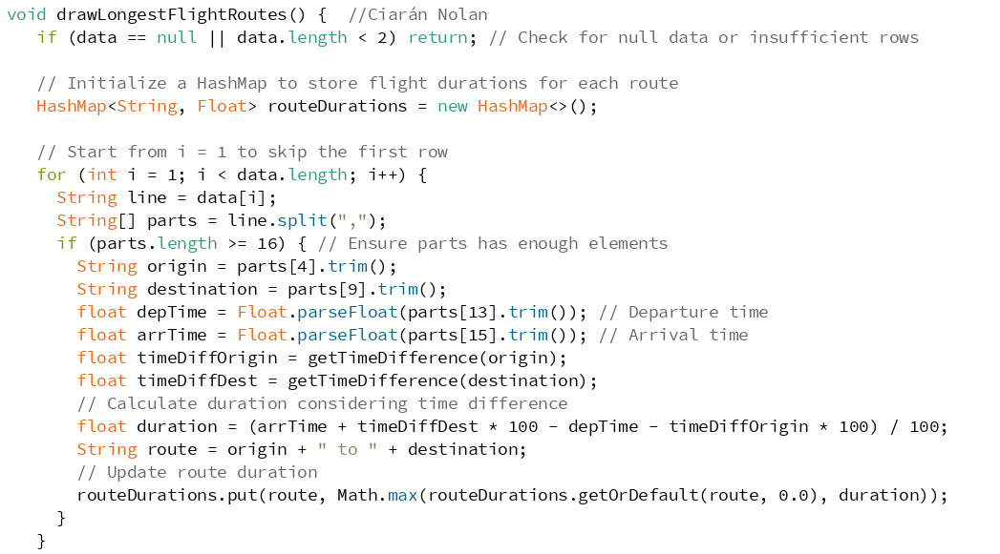 void drawLongestFlightRoutes() {  //Ciarán Nolan
   if (data == null || data.length < 2) return; // Check for null data or insufficient rows

   // Initialize a HashMap to store flight durations for each route
   HashMap<String, Float> routeDurations = new HashMap<>();

   // Start from i = 1 to skip the first row
   for (int i = 1; i < data.length; i++) {
     String line = data[i];
     String[] parts = line.split(",");
     if (parts.length >= 16) { // Ensure parts has enough elements
       String origin = parts[4].trim();
       String destination = parts[9].trim();
       float depTime = Float.parseFloat(parts[13].trim()); // Departure time
       float arrTime = Float.parseFloat(parts[15].trim()); // Arrival time
       float timeDiffOrigin = getTimeDifference(origin);
       float timeDiffDest = getTimeDifference(destination);
       // Calculate duration considering time difference
       float duration = (arrTime + timeDiffDest * 100 - depTime - timeDiffOrigin * 100) / 100;
       String route = origin + " to " + destination;
       // Update route duration
       routeDurations.put(route, Math.max(routeDurations.getOrDefault(route, 0.0), duration));
     }
   }